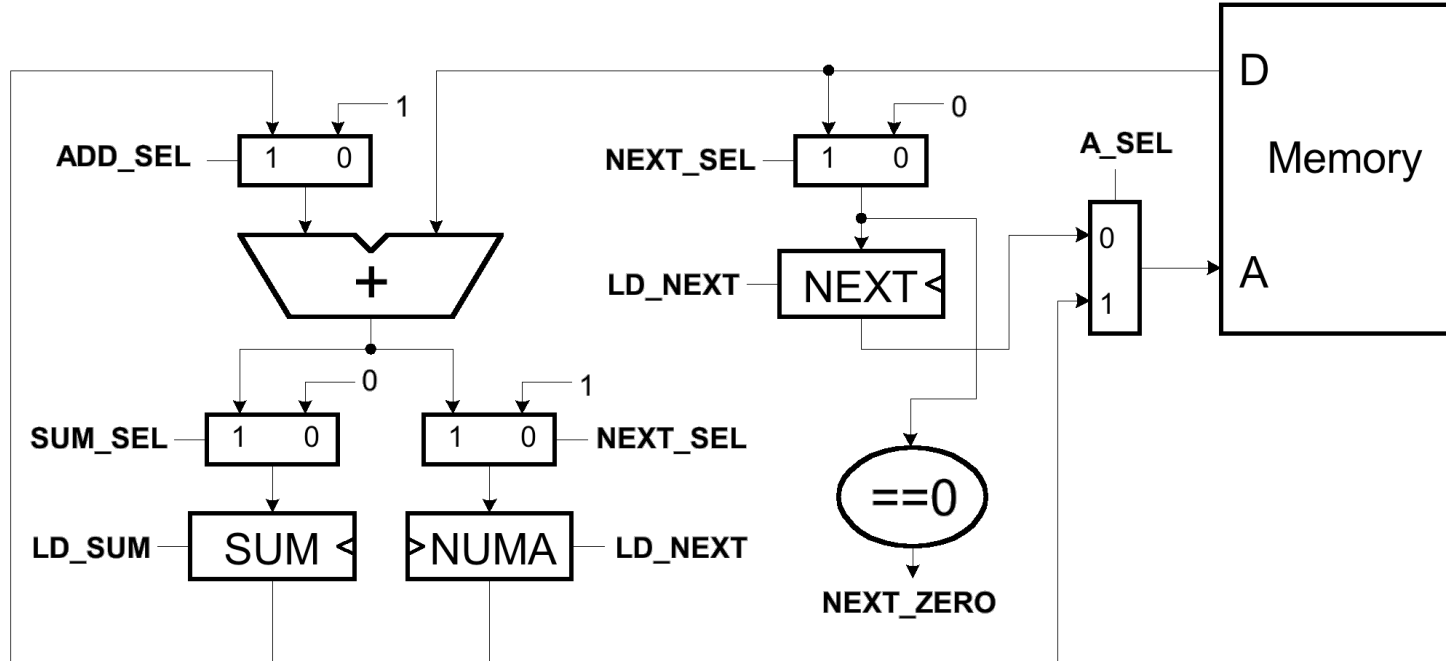 D
1
0
ADD_SEL
1 0
NEXT_SEL
1 0
A_SEL
Memory
0
1
A
+
LD_NEXT
NEXT
0
1
SUM_SEL
1 0
1 0
NEXT_SEL
==0
LD_SUM
SUM
NUMA
LD_NEXT
NEXT_ZERO